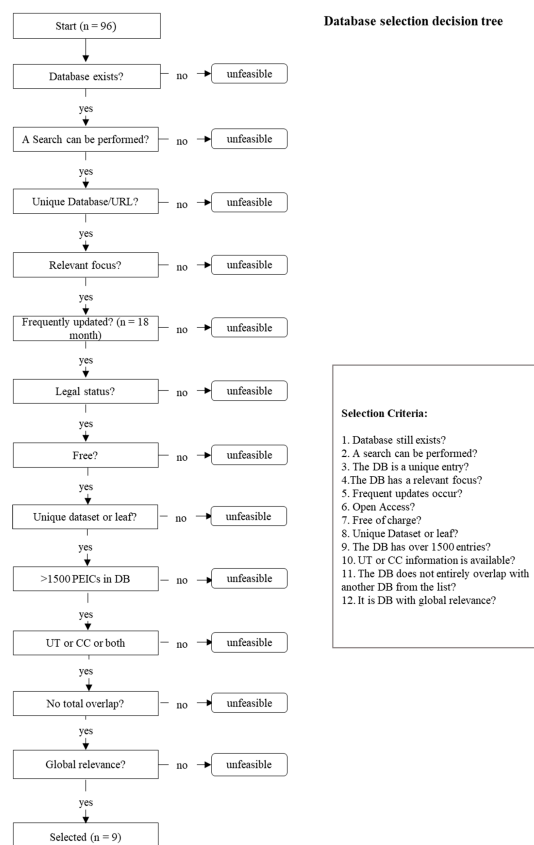 Database selection decision tree
Start (n = 96)
Database exists?
no
unfeasible
yes
A Search can be performed?
no
unfeasible
yes
Unique Database/URL?
no
unfeasible
yes
Relevant focus?
no
unfeasible
yes
Frequently updated? (n = 18
month)
no
unfeasible
yes
Legal status?
no
unfeasible
yes
Free?
no
unfeasible
yes
Unique dataset or leaf?
no
unfeasible
yes
>1500 PEICs in DB
no
unfeasible
yes
UT or CC or both
no
unfeasible
yes
No total overlap?
no
unfeasible
yes
Global relevance?
no
unfeasible
yes
Selected (n = 9)
Selection Criteria:
1. Database still exists?
2. A search can be performed?
3. The DB is a unique entry?
4.The DB has a relevant focus?
5. Frequent updates occur?
6. Open Access?
7. Free of charge?
8. Unique Dataset or leaf?
9. The DB has over 1500 entries?
10. UT or CC information is available?
11. The DB does not entirely overlap with
another DB from the list?
12. It is DB with global relevance?